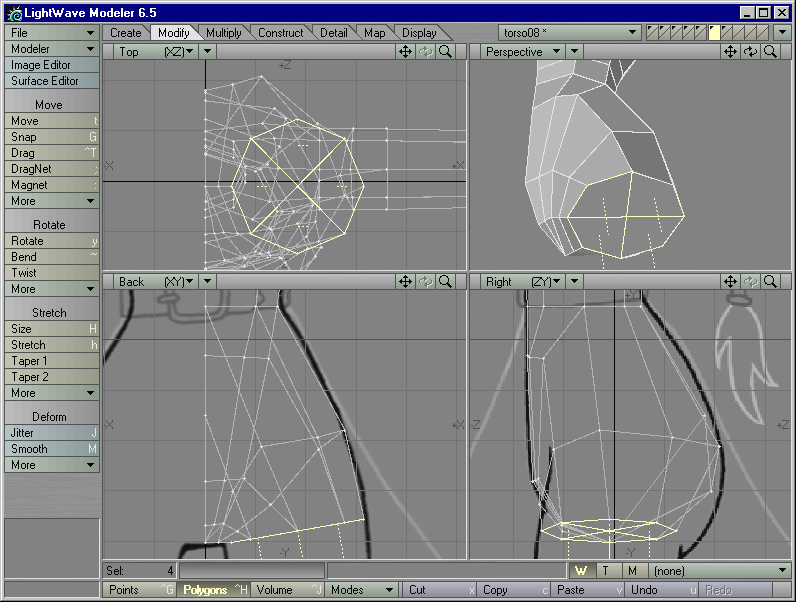 LightWave Modeler 6.5
File
Create Modify Multiply Construct Detail Map Display
torso08 *
Modeler
Image Editor
Surface Editor
Move
Move t
Snap G
Drag ^T
DragNet ;
Magnet :
More
Rotate
Rotate y
Bend ~
Twist
More
Stretch
Size H
Stretch h
Taper 1
Taper 2
More
Deform
Jitter J
Smooth M
More
Top (XZ)
+Z
-X
+X
Perspective
Back (XY)
-X
+X
-Y
Right (ZY)
+Y
-Z
+Z
-Y
Sel: 4
W T M (none)
Points ^G Polygons ^H Volume ^J Modes Cut x Copy c Paste v Undo u Redo